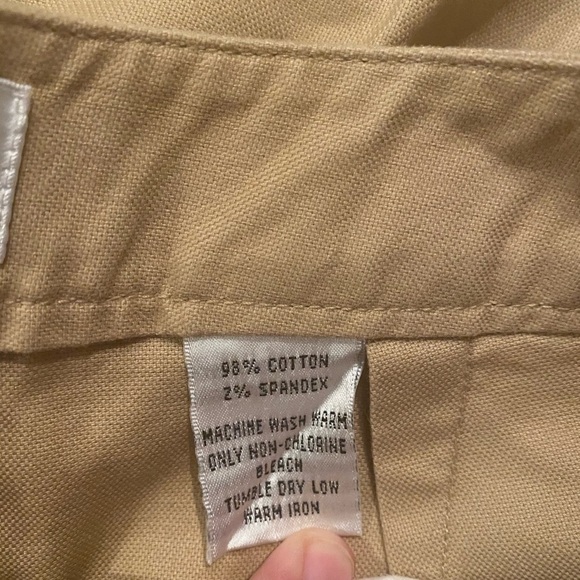 98% COTTON
2% SPANDEX
MACHINE WASH WARM
ONLY NON-CHLORINE
BLEACH
TUMBLE DRY LOW
WARM IRON